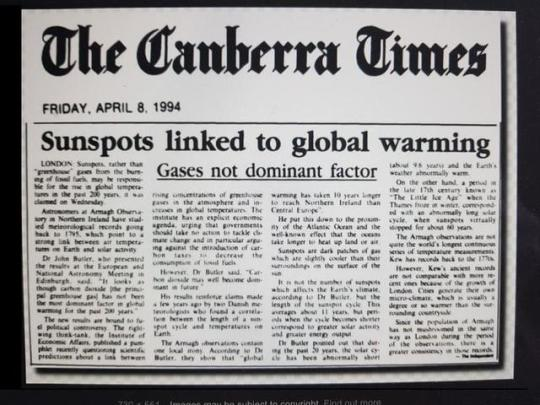 The Canberra Times
FRIDAY, APRIL 8, 1994
Sunspots linked to global warming
Gases not dominant factor
LONDON: Sunspots, rather than
"greenhouse" gases from the burn-
ing of fossil fuels, may be responsi-
ble for the rise in global tempera-
tures in the past 200 years, it was
claimed on Wednesday.
Astronomers at Armagh Observa-
tory in Northern Ireland have stud-
ied meteorological records going
back to 1795, which point to a
strong link between air tempera-
tures on Earth and solar activity.
Dr John Butler, who presented
the results at the European and
National Astronomy Meeting in
Edinburgh, said: "It looks as
though carbon dioxide [the princi-
pal greenhouse gas] has not been
the most dominant factor in global
warming for the past 200 years."
The new results are bound to fu-
el political controversy. The right-
wing think-tank, the Institute of
Economic Affairs, published a pam-
phlet recently questioning scientific
predictions about a link between
rising concentrations of greenhouse
gases in the atmosphere and in-
creases in global temperatures. The
institute has an explicit economic
agenda, urging that governments
should take no action to tackle cli-
mate change and in particular argu-
ing against the introduction of car-
bon taxes to decrease the
consumption of fossil fuels.
However, Dr Butler said, "Car-
bon dioxide may well become dom-
inant in future".
His results reinforce claims made
a few years ago by two Danish me-
teorologists who found a correla-
tion between the length of a sun-
spot cycle and temperatures on
Earth.
The Armagh observations contain
one local irony. According to Dr
Butler, they show that "global
warming has taken 10 years longer
to reach Northern Ireland than
Central Europe".
He put this down to the proxim-
ity of the Atlantic Ocean and the
well-known effect that the oceans
take longer to heat up land or air.
Sunspots are dark patches of gas
which are slightly cooler than their
surroundings on the surface of the
sun.
It is not the number of sunspots
which affects the Earth's climate,
according to Dr Butler, but the
length of the sunspot cycle. This
averages about 11 years, but peri-
ods when the cycle becomes shorter
correspond to greater solar activity
and greater energy output.
Dr Butler pointed out that dur-
ing the past 20 years, the solar cy-
cle has been abnormally short
(about 9.6 years) and the Earth's
weather abnormally warm.
On the other hand, a period in
the late 17th century known as
"The Little Ice Age" when the
Thames froze in winter, correspond-
ed with an abnormally long solar
cycle, when sunspots virtually
stopped for about 60 years.
The Armagh observations are not
quite the world's longest continuous
series of temperature measurements.
Kew has records back to the 1770s.
However, Kew's ancient records
are not comparable with more re-
cent ones because of the growth of
London. Cities generate their own
micro-climate, which is usually a
degree or so warmer than the sur-
rounding countryside.
Since the population of Armagh
has not mushroomed in the same
way as London during the period
of the observations, there is a
greater consistency in those records.
— The Independent
Images may be subject to copyright. Find out more